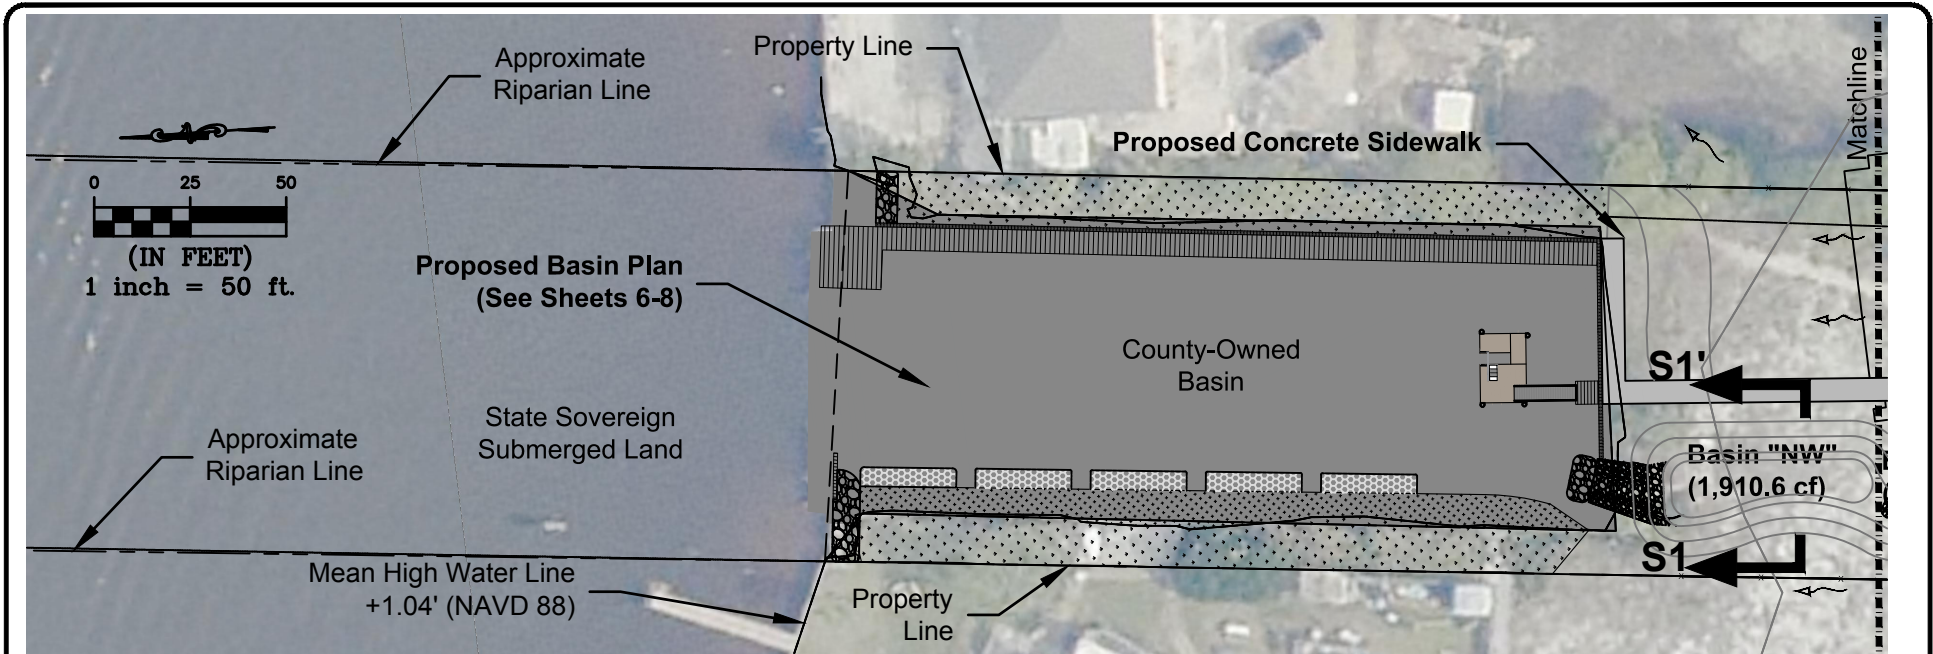 Approximate
Riparian Line
Property Line
Matchline
Proposed Concrete Sidewalk
0 25 50
(IN FEET)
1 inch = 50 ft.
Proposed Basin Plan
(See Sheets 6-8)
County-Owned
Basin
S1'
State Sovereign
Submerged Land
Approximate
Riparian Line
Basin "NW"
(1,910.6 cf)
S1
Mean High Water Line
+1.04' (NAVD 88)
Property
Line